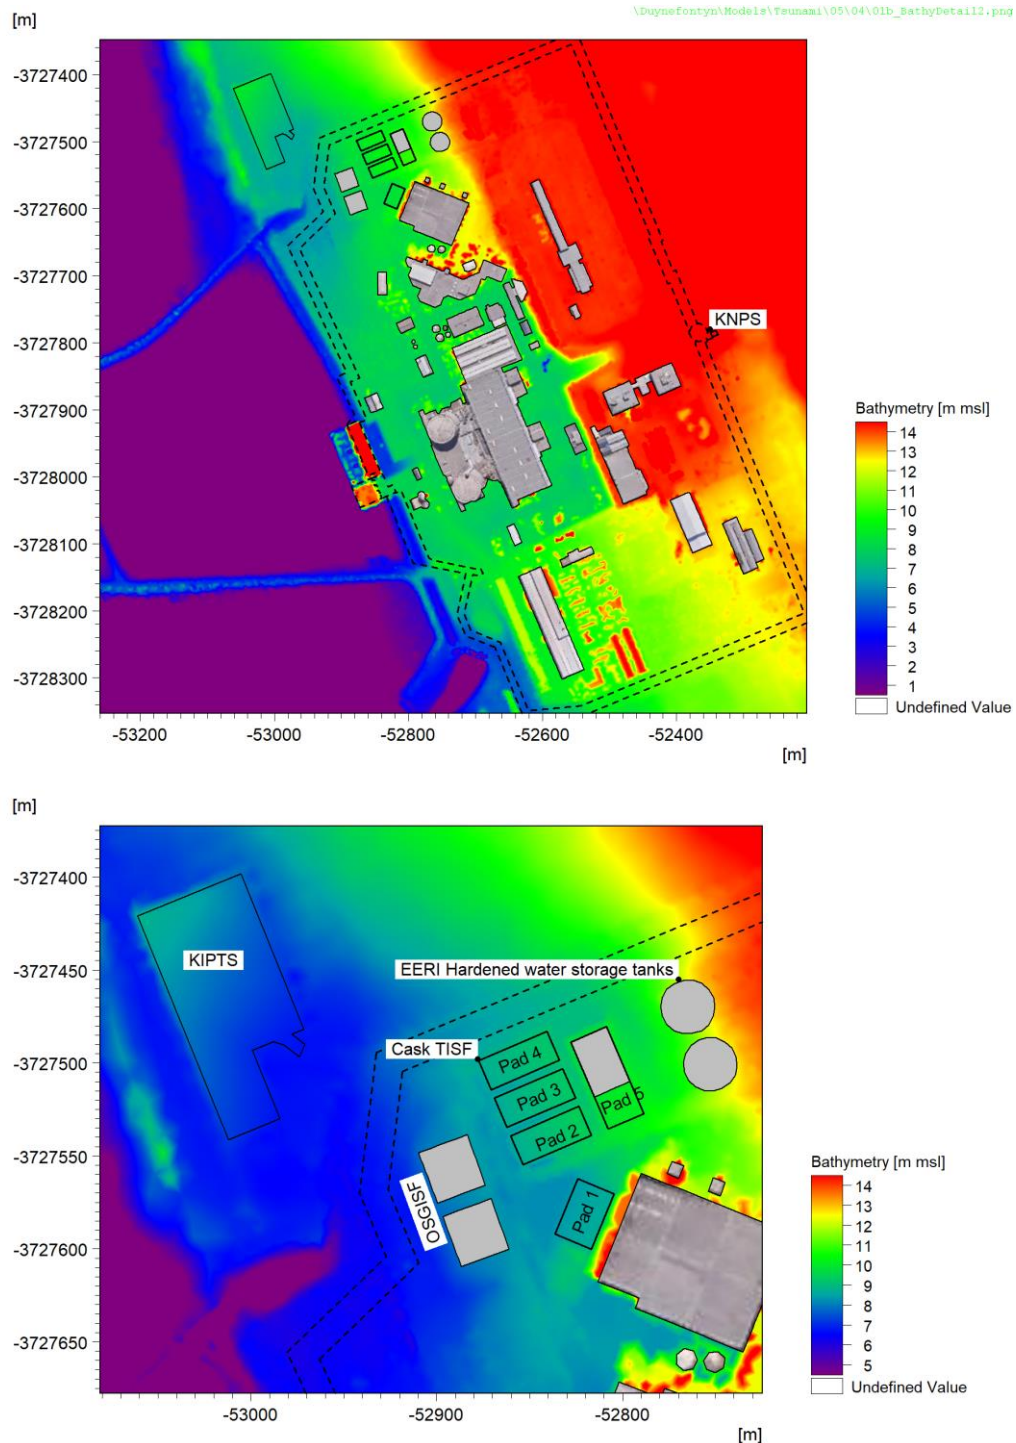 \Duynefontyn\Models\Tsunami\05\04\01b_BathyDetail2.png
[m]
-3727400
-3727500
-3727600
-3727700
-3727800
-3727900
-3728000
-3728100
-3728200
-3728300
KNPS
Bathymetry [m msl]
14
13
12
11
10
9
8
7
6
5
4
3
2
1
Undefined Value
-53200
-53000
-52800
-52600
-52400
[m]
[m]
-3727400
-3727450
-3727500
-3727550
-3727600
-3727650
KIPTS
EERI Hardened water storage tanks
Cask TISF
Pad 4
Pad 3
Pad 5
Pad 2
OSGISF
Pad 1
Bathymetry [m msl]
14
13
12
11
10
9
8
7
6
5
Undefined Value
-53000
-52900
-52800
[m]